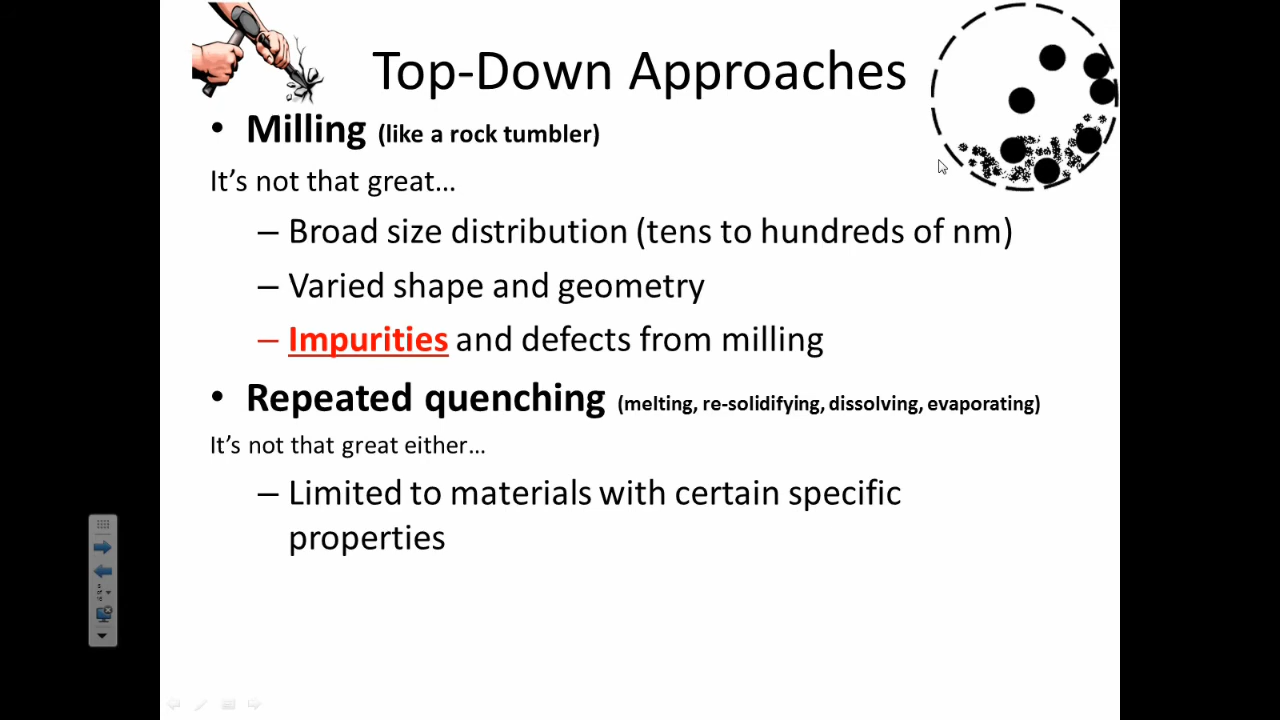 Top-Down Approaches
• Milling (like a rock tumbler)
It's not that great…
– Broad size distribution (tens to hundreds of nm)
– Varied shape and geometry
– Impurities and defects from milling
• Repeated quenching (melting, re-solidifying, dissolving, evaporating)
It's not that great either…
– Limited to materials with certain specific
properties